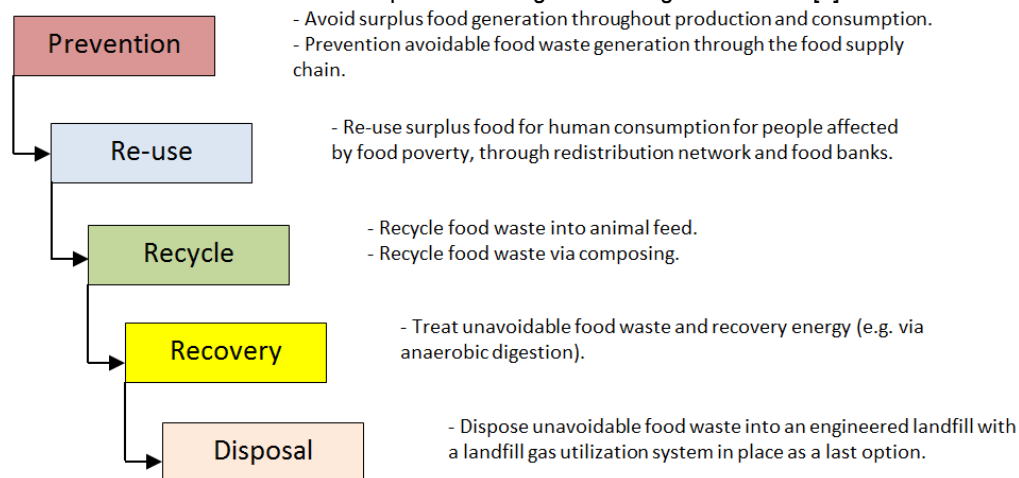 - Avoid surplus food generation throughout production and consumption.
Prevention
- Prevention avoidable food waste generation through the food supply
chain.
- Re-use surplus food for human consumption for people affected
Re-use
by food poverty, through redistribution network and food banks.
- Recycle food waste into animal feed.
Recycle
- Recycle food waste via composing.
- Treat unavoidable food waste and recovery energy (e.g. via
Recovery
anaerobic digestion).
- Dispose unavoidable food waste into an engineered landfill with
Disposal
a landfill gas utilization system in place as a last option.